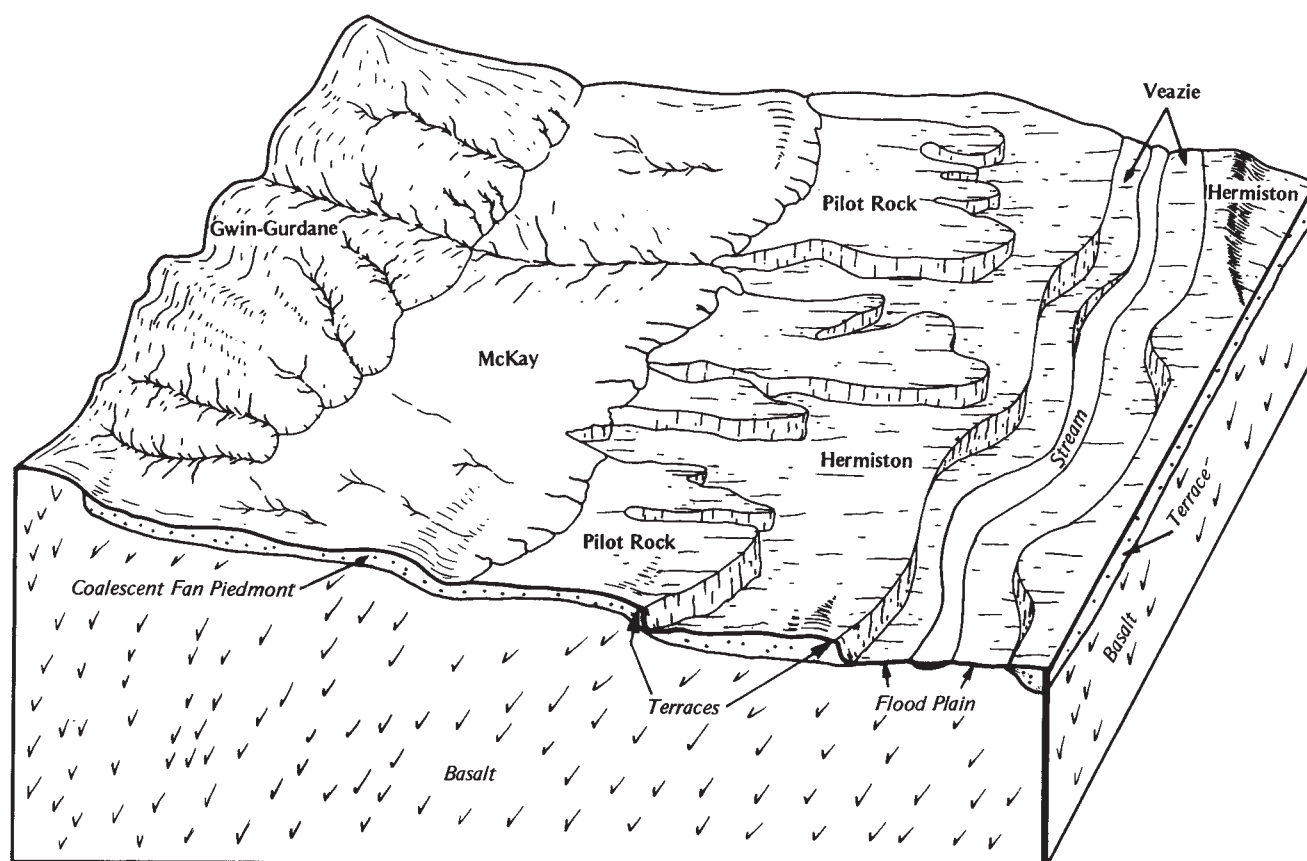 Veazie
Hermiston
Pilot Rock
Gwin-Gurdane
McKay
Stream
Hermiston
Terrace
Pilot Rock
Coalescent Fan Piedmont
Basalt
Terraces
Flood Plain
Basalt